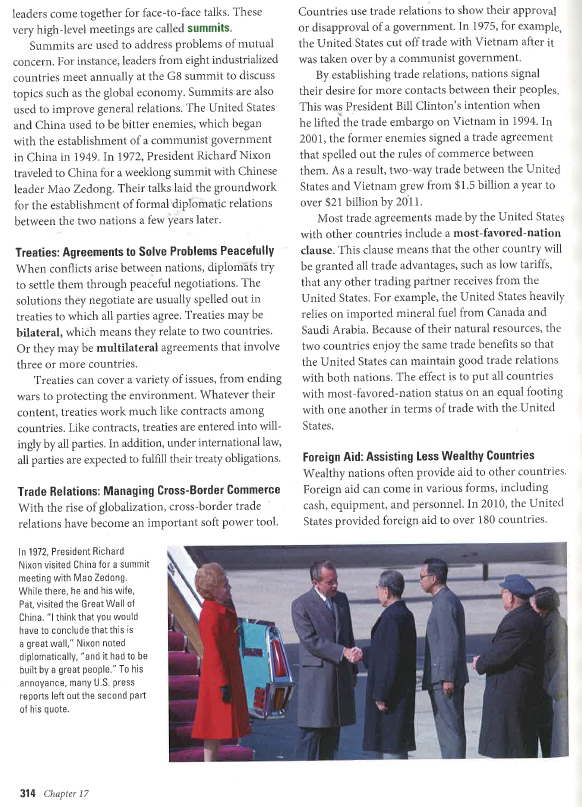 leaders come together for face-to-face talks. These
very high-level meetings are called summits.
Summits are used to address problems of mutual
concern. For instance, leaders from eight industrialized
countries meet annually at the G8 summit to discuss
topics such as the global economy. Summits are also
used to improve general relations. The United States
and China used to be bitter enemies, which began
with the establishment of a communist government
in China in 1949. In 1972, President Richard Nixon
traveled to China for a weeklong summit with Chinese
leader Mao Zedong. Their talks laid the groundwork
for the establishment of formal diplomatic relations
between the two nations a few years later.
Treaties: Agreements to Solve Problems Peacefully
When conflicts arise between nations, diplomats try
to settle them through peaceful negotiations. The
solutions they negotiate are usually spelled out in
treaties to which all parties agree. Treaties may be
bilateral, which means they relate to two countries.
Or they may be multilateral agreements that involve
three or more countries.
Treaties can cover a variety of issues, from ending
wars to protecting the environment. Whatever their
content, treaties work much like contracts among
countries. Like contracts, treaties are entered into will-
ingly by all parties. In addition, under international law,
all parties are expected to fulfill their treaty obligations.
Trade Relations: Managing Cross-Border Commerce
With the rise of globalization, cross-border trade
relations have become an important soft power tool.
Countries use trade relations to show their approval
or disapproval of a government. In 1975, for example,
the United States cut off trade with Vietnam after it
was taken over by a communist government.
By establishing trade relations, nations signal
their desire for more contacts between their peoples.
This was President Bill Clinton's intention when
he lifted the trade embargo on Vietnam in 1994. In
2001, the former enemies signed a trade agreement
that spelled out the rules of commerce between
them. As a result, two-way trade between the United
States and Vietnam grew from $1.5 billion a year to
over $21 billion by 2011.
Most trade agreements made by the United States
with other countries include a most-favored-nation
clause. This clause means that the other country will
be granted all trade advantages, such as low tariffs,
that any other trading partner receives from the
United States. For example, the United States heavily
relies on imported mineral fuel from Canada and
Saudi Arabia. Because of their natural resources, the
two countries enjoy the same trade benefits so that
the United States can maintain good trade relations
with both nations. The effect is to put all countries
with most-favored-nation status on an equal footing
with one another in terms of trade with the United
States.
Foreign Aid: Assisting Less Wealthy Countries
Wealthy nations often provide aid to other countries.
Foreign aid can come in various forms, including
cash, equipment, and personnel. In 2010, the United
States provided foreign aid to over 180 countries.
In 1972, President Richard
Nixon visited China for a summit
meeting with Mao Zedong.
While there, he and his wife,
Pat, visited the Great Wall of
China. "I think that you would
have to conclude that this is
a great wall," Nixon noted
diplomatically, "and it had to be
built by a great people." To his
annoyance, many U.S. press
reports left out the second part
of his quote.
314 Chapter 17